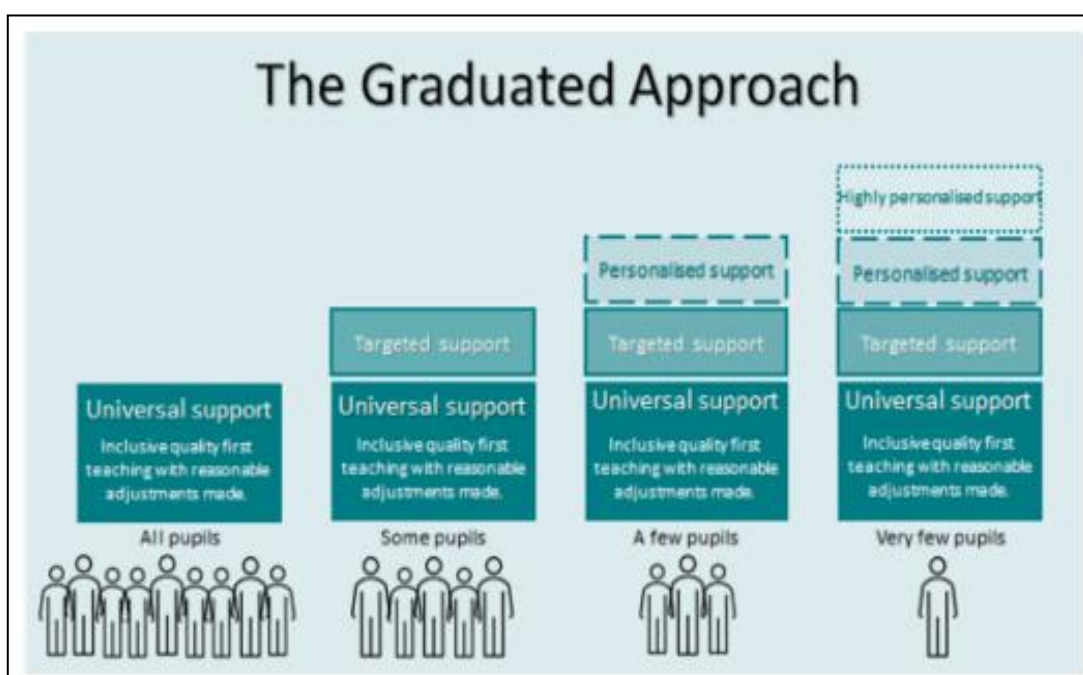 The Graduated Approach
Highly personalised support
Personalised support
Personalised support
Targeted support
Targeted support
Targeted support
Universal support
Inclusive quality first
teaching with reasonable
adjustments made.
Universal support
Inclusive quality first
teaching with reasonable
adjustments made.
Universal support
Inclusive quality first
teaching with reasonable
adjustments made.
Universal support
Inclusive quality first
teaching with reasonable
adjustments made.
All pupils
Some pupils
A few pupils
Very few pupils